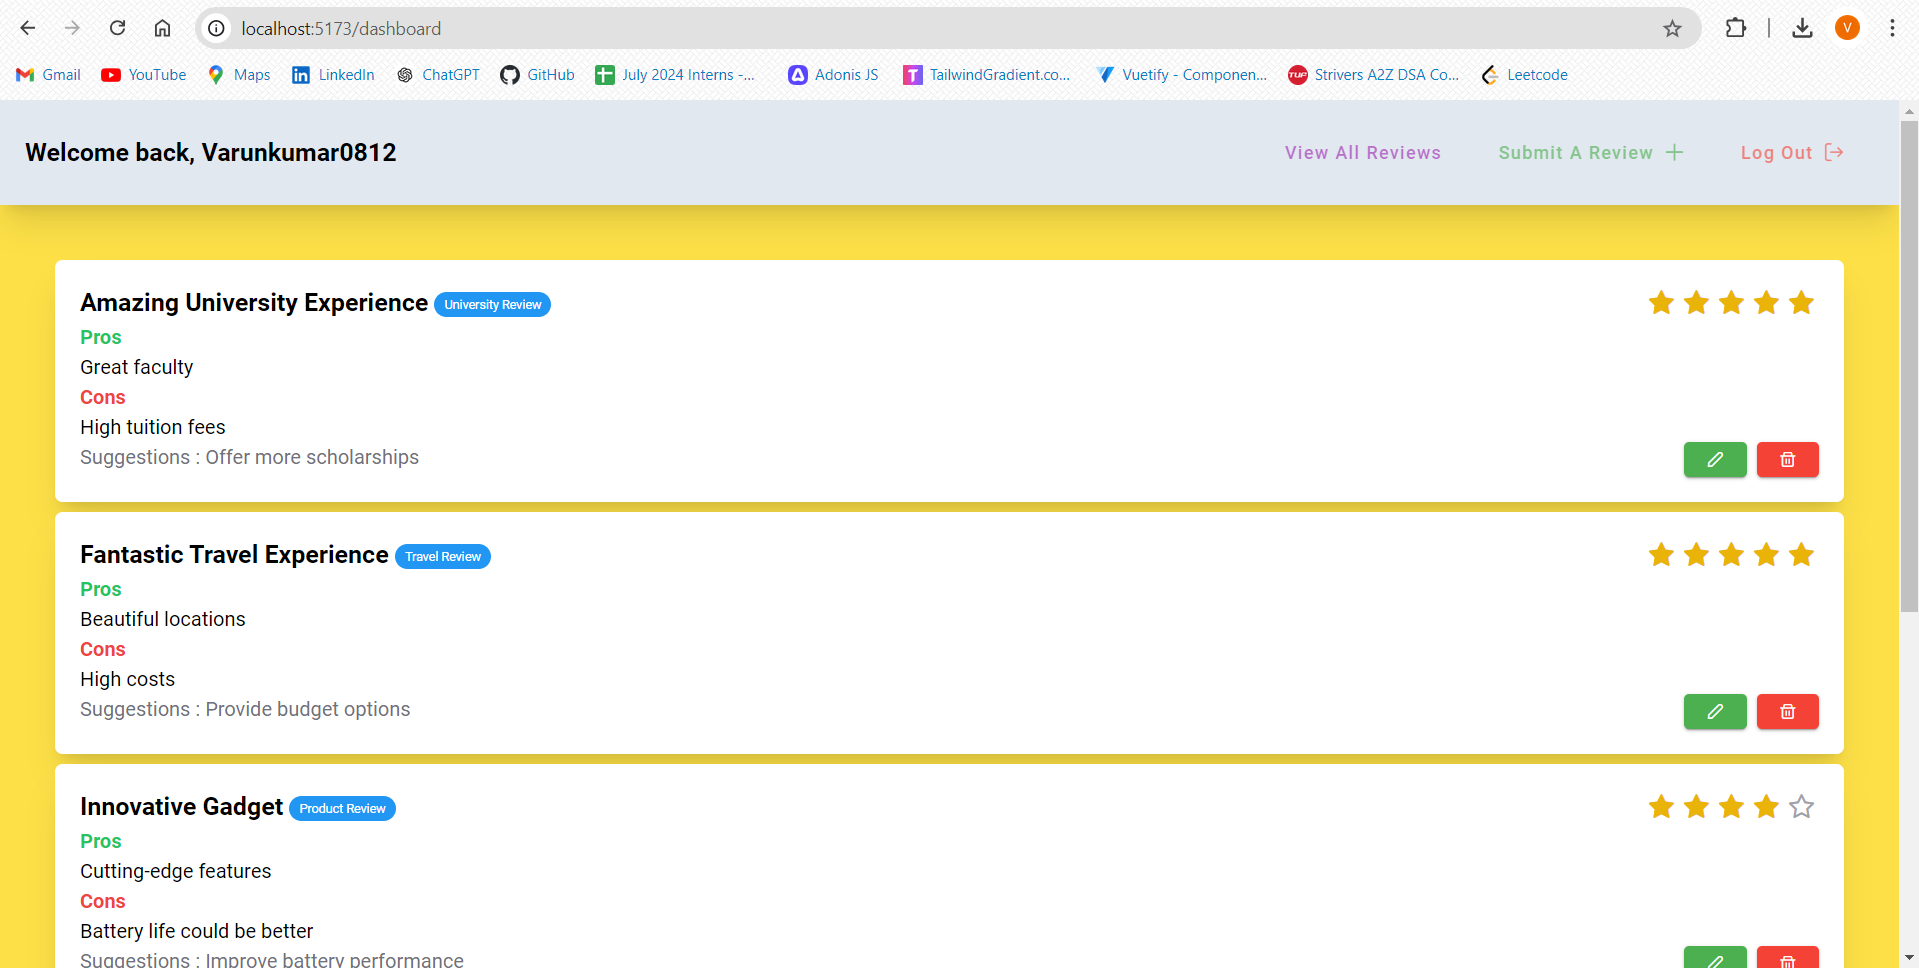 localhost:5173/dashboard
V
Gmail YouTube Maps LinkedIn ChatGPT GitHub July 2024 Interns -... Adonis JS TailwindGradient.co... Vuetify - Componen... TUF Strivers A2Z DSA Co... Leetcode
Welcome back, Varunkumar0812 View All Reviews Submit A Review Log Out
Amazing University Experience University Review
Pros
Great faculty
Cons
High tuition fees
Suggestions : Offer more scholarships
Fantastic Travel Experience Travel Review
Pros
Beautiful locations
Cons
High costs
Suggestions : Provide budget options
Innovative Gadget Product Review
Pros
Cutting-edge features
Cons
Battery life could be better
Suggestions : Improve battery performance